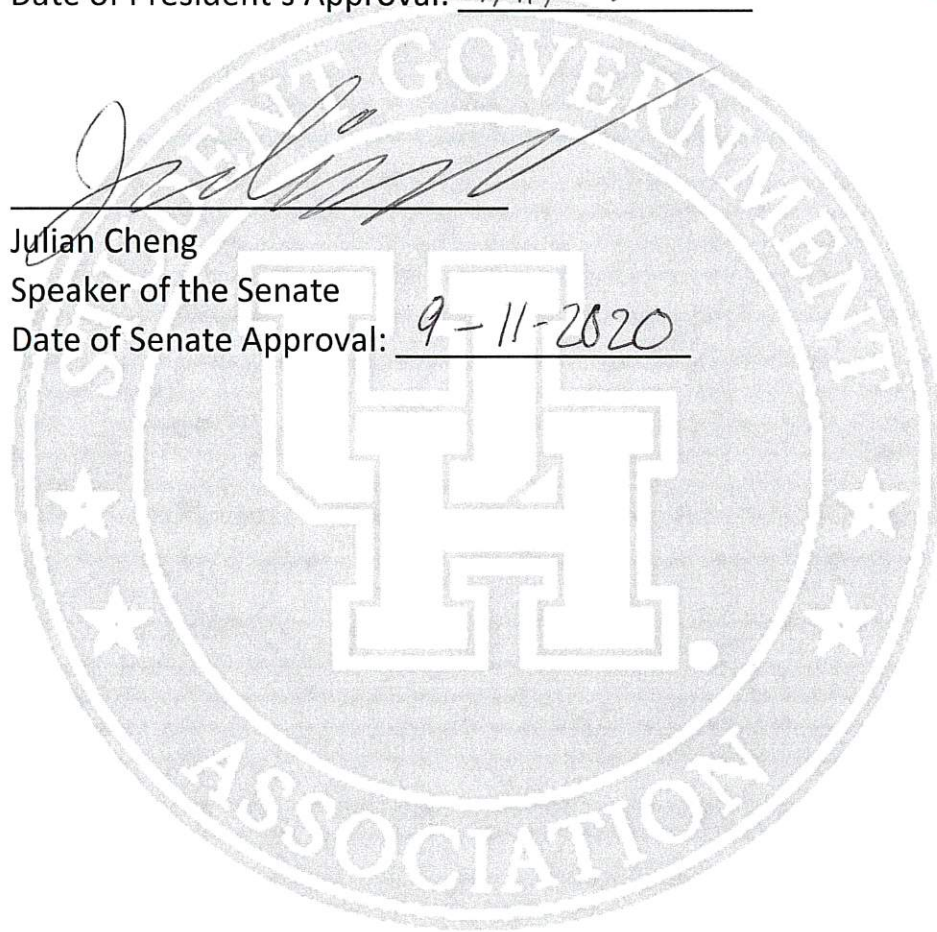 Date of President's Approval:
Julian Cheng
Speaker of the Senate
Date of Senate Approval: 9-11-2020
STUDENT GOVERNMENT
UH
ASSOCIATION